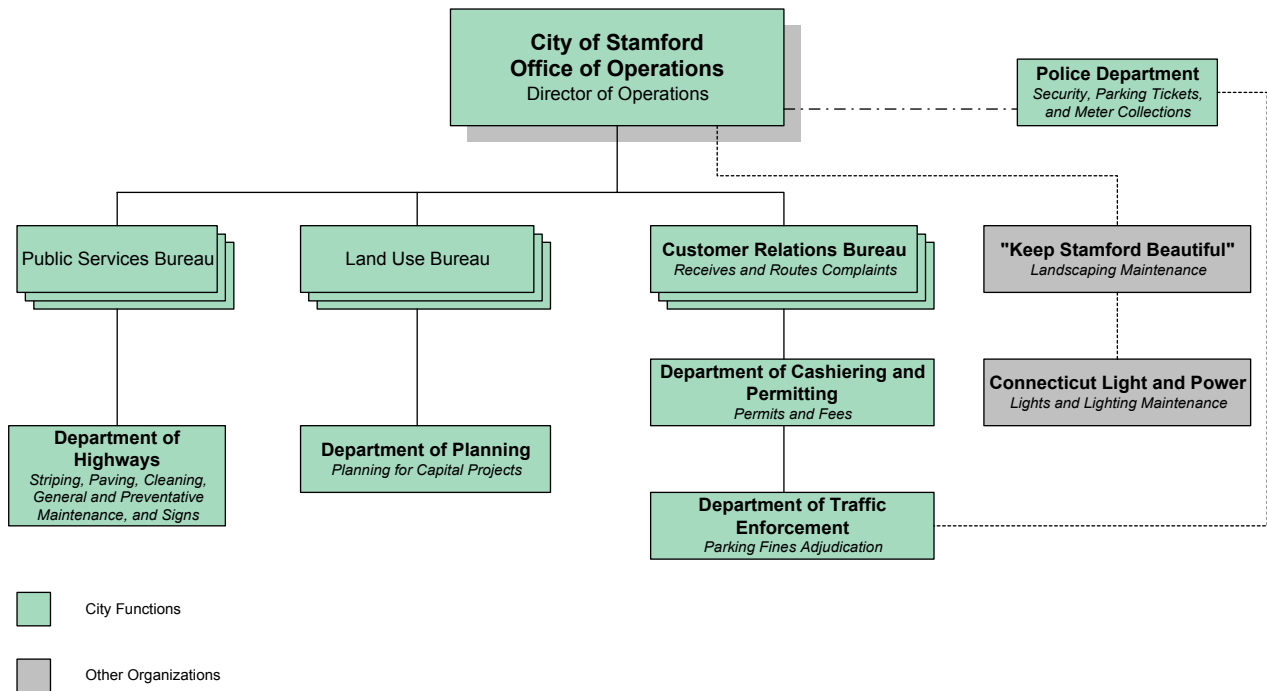 City of Stamford
Office of Operations
Director of Operations
Police Department
Security, Parking Tickets,
and Meter Collections
Public Services Bureau
Land Use Bureau
Customer Relations Bureau
Receives and Routes Complaints
"Keep Stamford Beautiful"
Landscaping Maintenance
Department of Cashiering and
Permitting
Permits and Fees
Connecticut Light and Power
Lights and Lighting Maintenance
Department of
Highways
Striping, Paving, Cleaning,
General and Preventative
Maintenance, and Signs
Department of Planning
Planning for Capital Projects
Department of Traffic
Enforcement
Parking Fines Adjudication
City Functions
Other Organizations